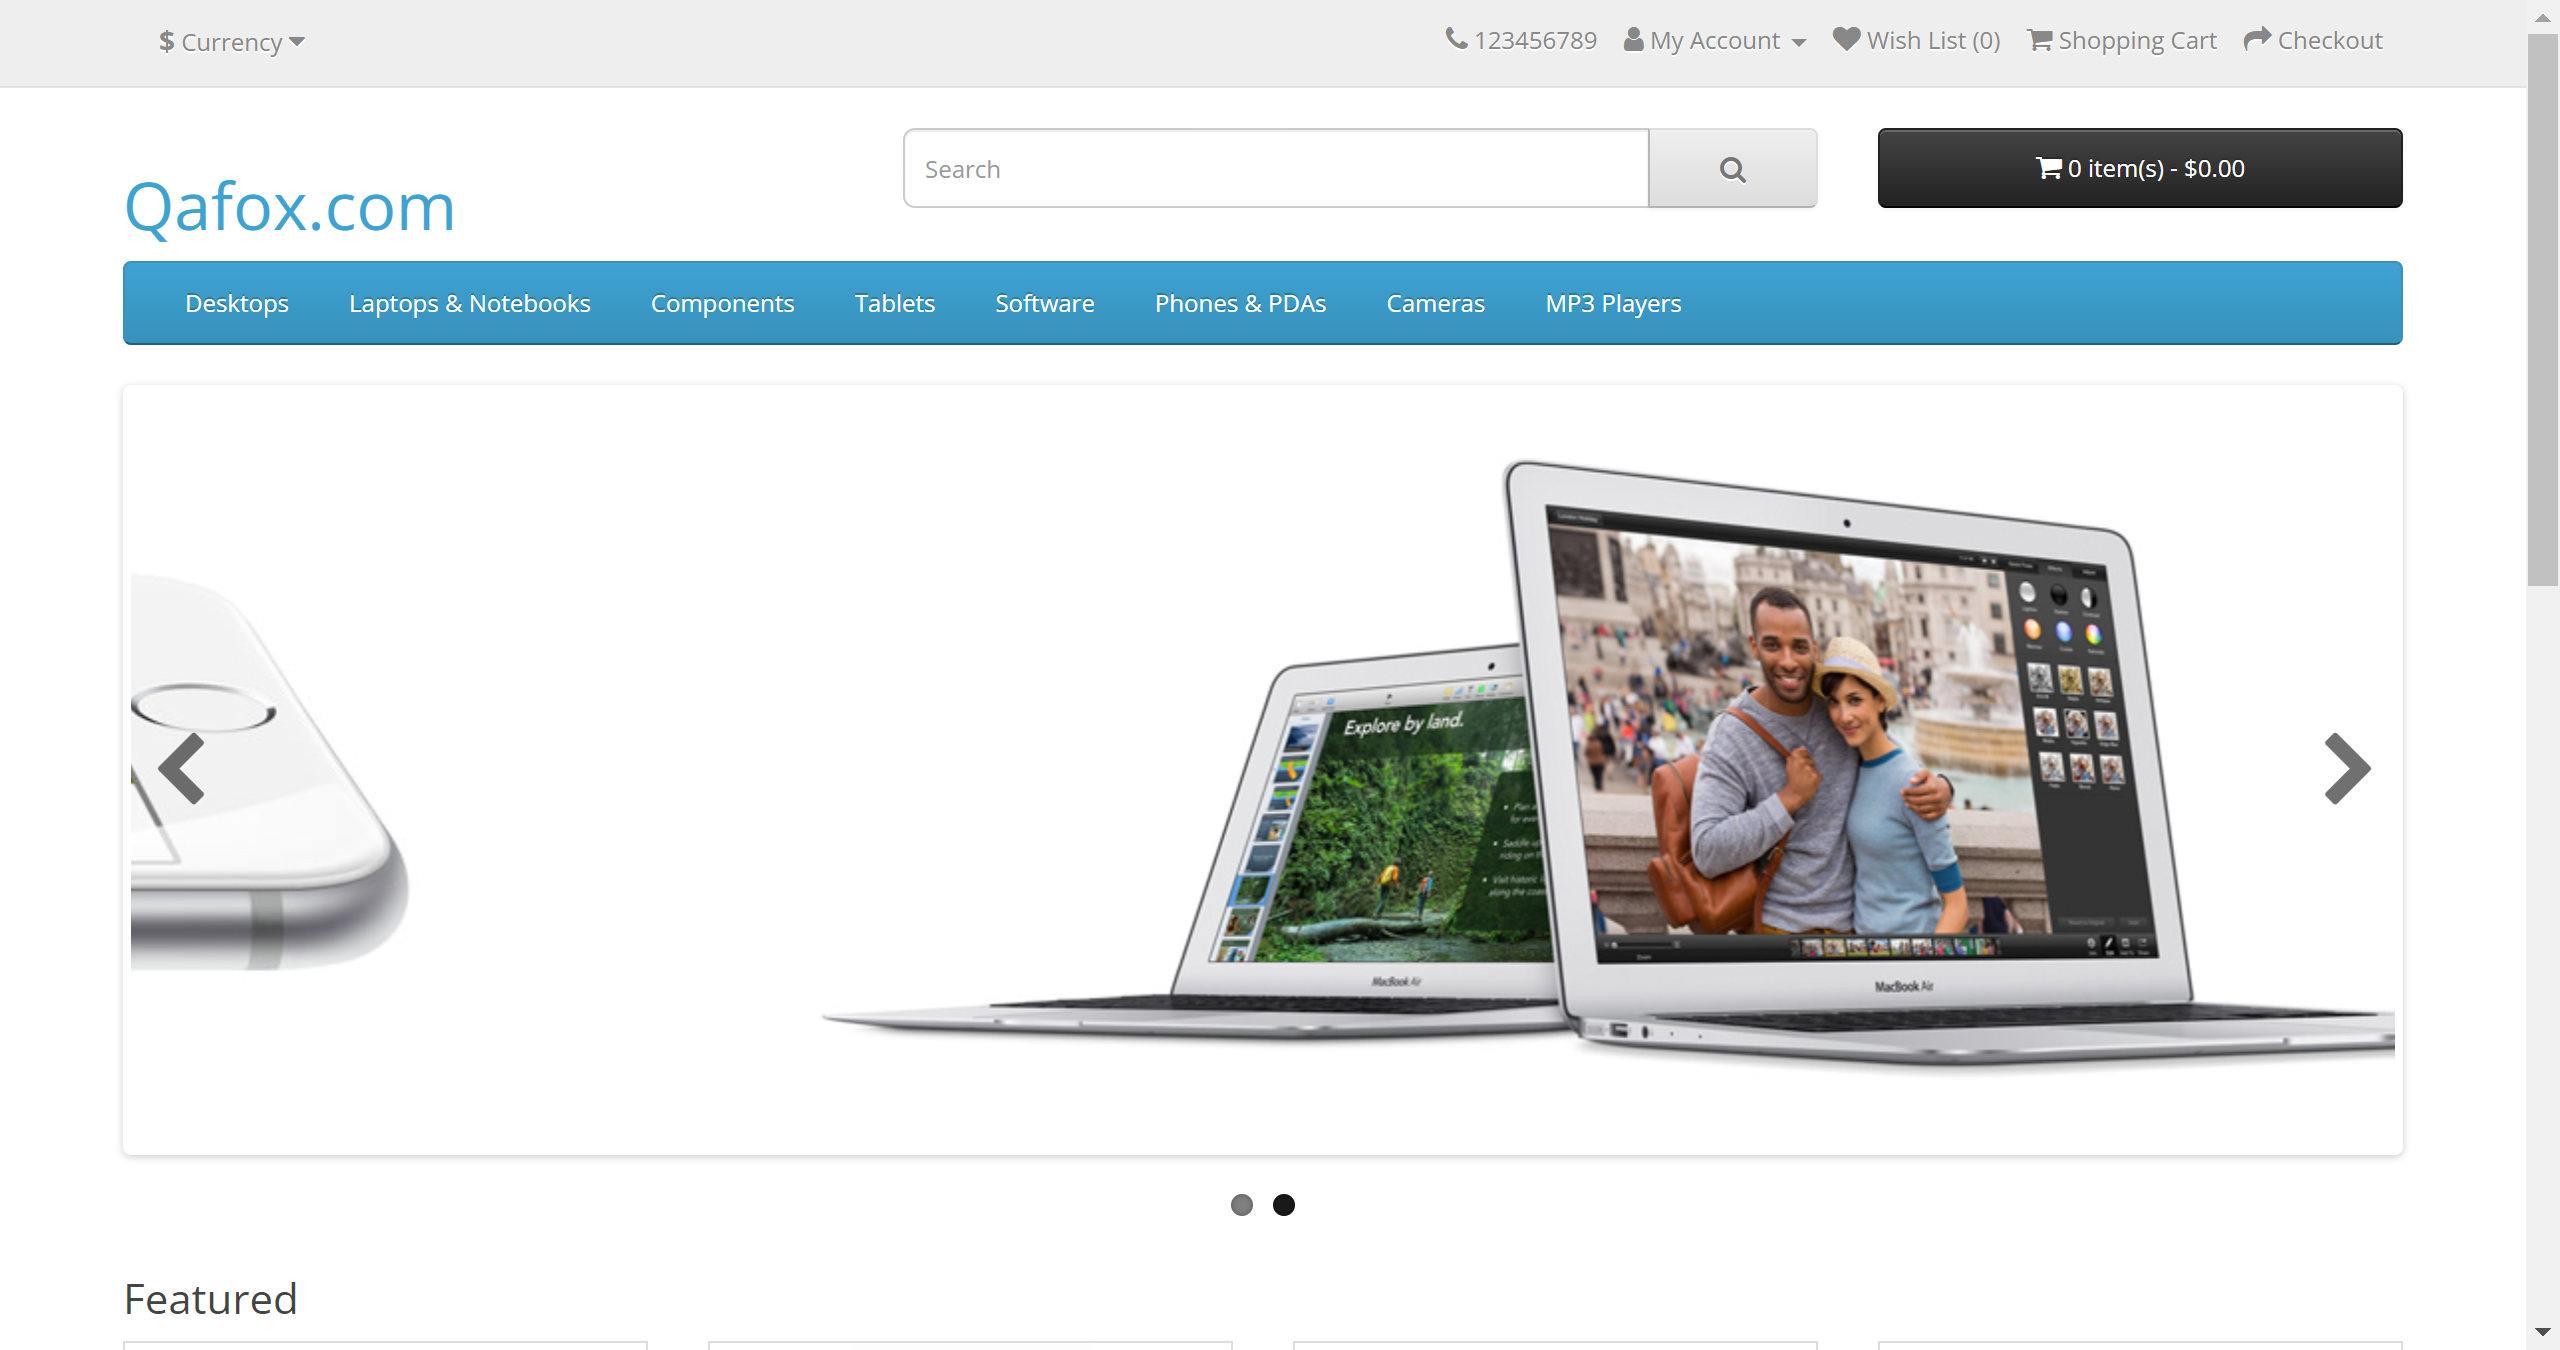 $ Currency
123456789 My Account Wish List (0) Shopping Cart Checkout
Qafox.com
Search
0 item(s) - $0.00
Desktops Laptops & Notebooks Components Tablets Software Phones & PDAs Cameras MP3 Players
Explore by land.
MacBook Air
MacBook Air
Featured